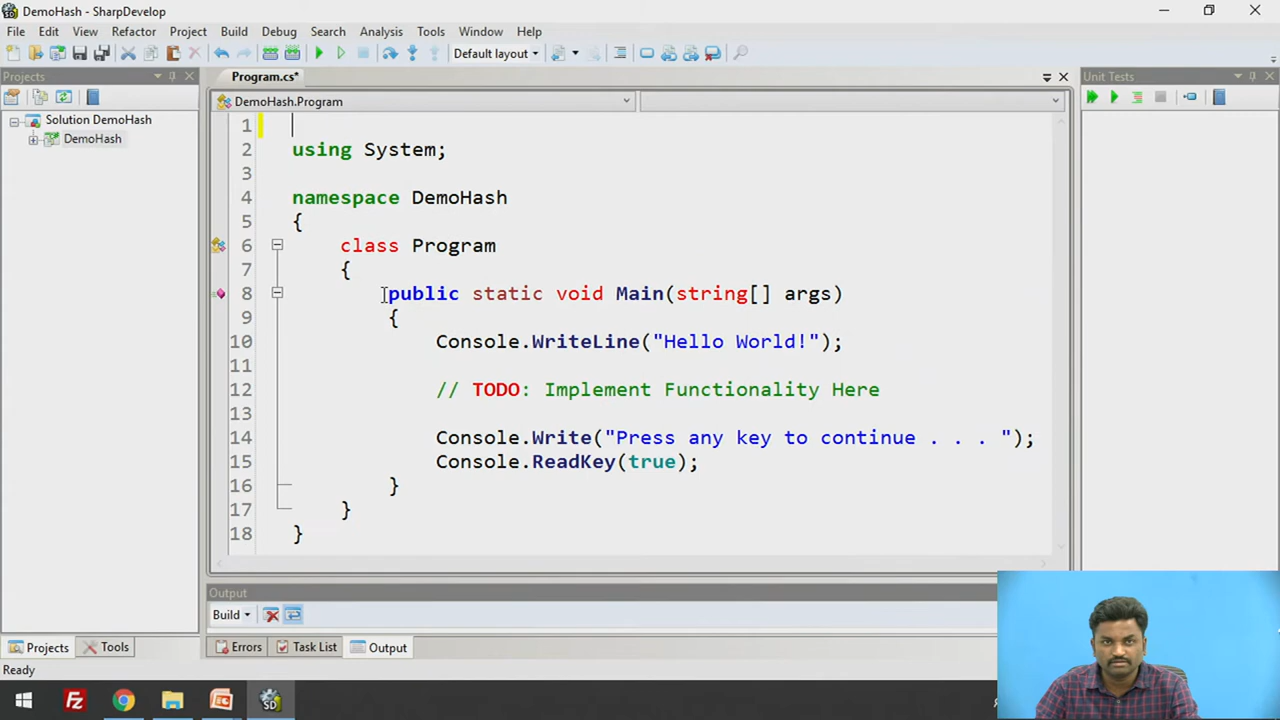 DemoHash - SharpDevelop
File Edit View Refactor Project Build Debug Search Analysis Tools Window Help
Default layout
Projects
Program.cs*
Unit Tests
DemoHash.Program
Solution DemoHash
DemoHash
1
2 using System;
3
4 namespace DemoHash
5 {
6 class Program
7 {
8 public static void Main(string[] args)
9 {
10 Console.WriteLine("Hello World!");
11
12 // TODO: Implement Functionality Here
13
14 Console.Write("Press any key to continue . . . ");
15 Console.ReadKey(true);
16 }
17 }
18 }
Output
Build
Projects Tools Errors Task List Output
Ready
Fz
SD